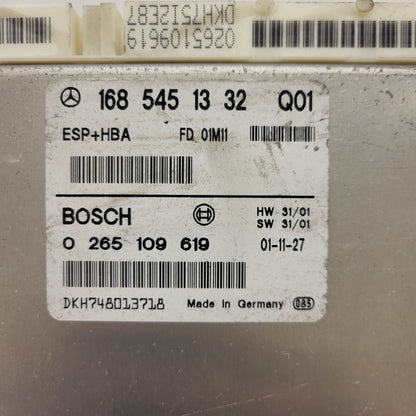 0265109619
DKH75I2E87
168 545 13 32 Q01
ESP+HBA FD 01M11
BOSCH HW 31/01
SW 31/01
0 265 109 619 01-11-27
DKH748013718 Made in Germany 085